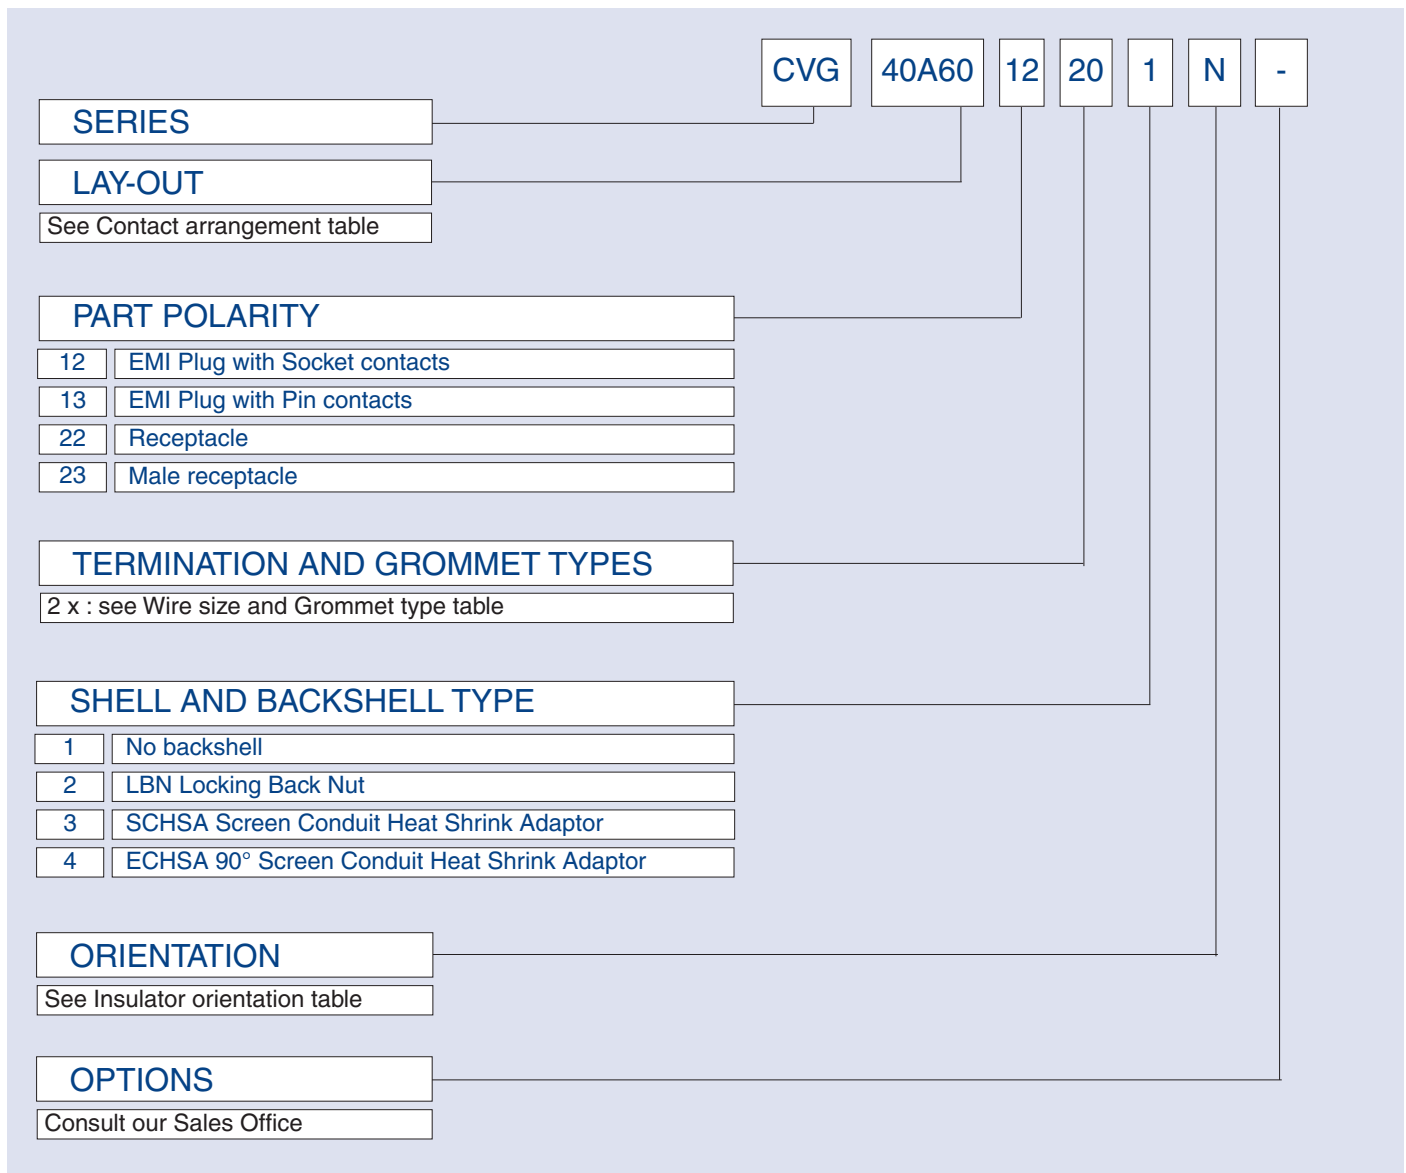 CVG 40A60 12 20 1 N -
SERIES
LAY-OUT
See Contact arrangement table
PART POLARITY
12 EMI Plug with Socket contacts
13 EMI Plug with Pin contacts
22 Receptacle
23 Male receptacle
TERMINATION AND GROMMET TYPES
2 x : see Wire size and Grommet type table
SHELL AND BACKSHELL TYPE
1 No backshell
2 LBN Locking Back Nut
3 SCHSA Screen Conduit Heat Shrink Adaptor
4 ECHSA 90° Screen Conduit Heat Shrink Adaptor
ORIENTATION
See Insulator orientation table
OPTIONS
Consult our Sales Office